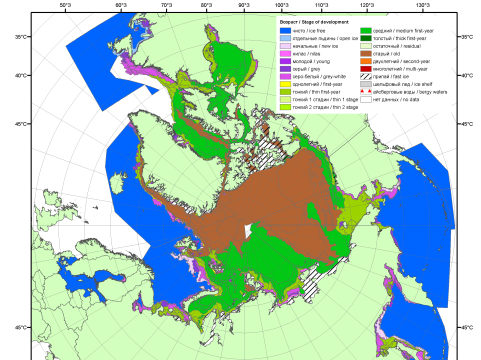 50°З 60°З 70°З 80°З 90°З 100°З 110°З 120°З 130°З
35°С
40°С
45°С
45°С
35°С
40°С
45°С
45°С
Возраст / Stage of development
чисто / ice free
отдельные льдины / open ice
начальные / new ice
нилас / nilas
молодой / young
серый / grey
серо-белый / grey-white
однолетний / first-year
тонкий / thin first-year
тонкий 1 стадии / thin 1 stage
тонкий 2 стадии / thin 2 stage
средний / medium first-year
толстый / thick first-year
остаточный / residual
старый / old
двухлетний / second-year
многолетний / multi-year
припай / fast ice
шельфовый лед / ice shelf
айсберговые воды / bergy waters
нет данных / no data